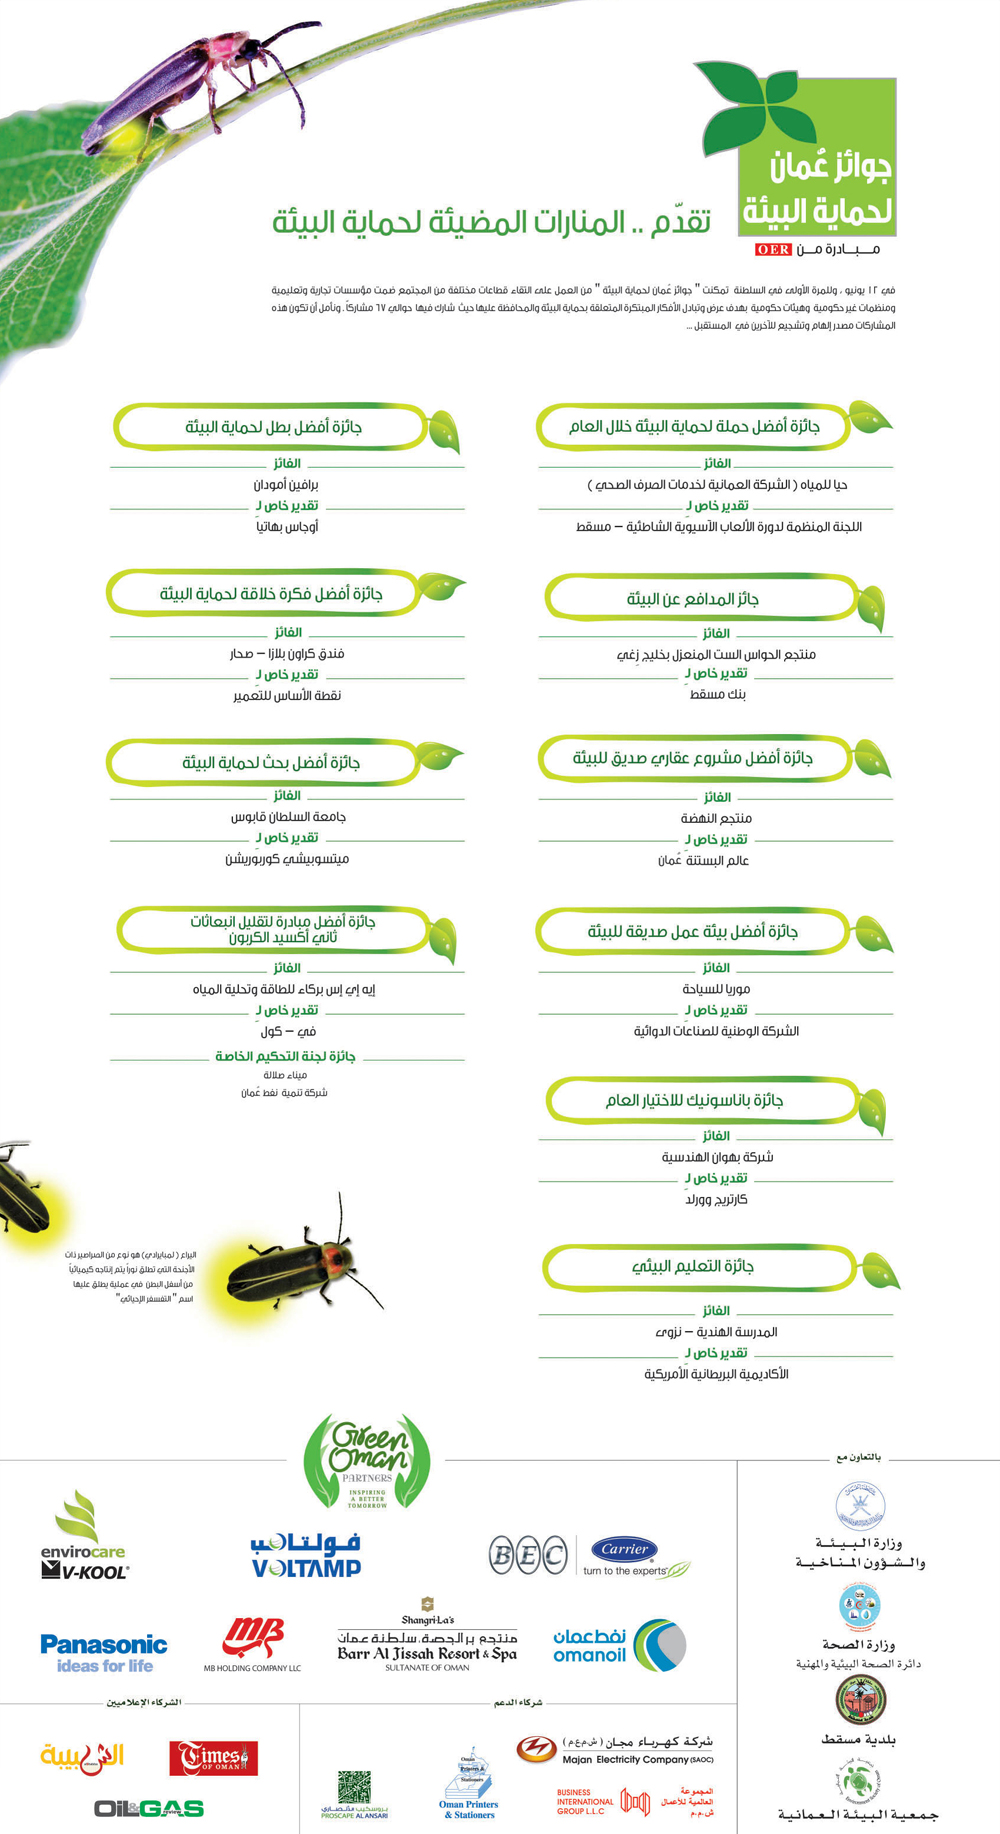 جوائز عُمان
لحماية البيئة
مـــبـــادرة مــن OER
تقدّم .. المنارات المضيئة لحماية البيئة
في ١٢ يونيو ، وللمرة الأولى في السلطنة تمكنت " جوائز عُمان لحماية البيئة " من العمل على التقاء قطاعات مختلفة من المجتمع ضمت مؤسسات تجارية وتعليمية
ومنظمات غير حكومية وهيئات حكومية بهدف عرض وتبادل الأفكار المبتكرة المتعلقة بحماية البيئة والمحافظة عليها حيث شارك فيها حوالي ٦٧ مشاركاً . ونأمل أن تكون هذه
المشاركات مصدر إلهام وتشجيع للآخرين في المستقبل ...
جائزة أفضل حملة لحماية البيئة خلال العام
الفائز
حيا للمياه ( الشركة العمانية لخدمات الصرف الصحي )
تقدير خاص لـِ
اللجنة المنظمة لدورة الألعاب الآسيوية الشاطئية – مسقط
جائز المدافع عن البيئة
الفائز
منتجع الحواس الست المنعزل بخليج زغي
تقدير خاص لـِ
بنك مسقط
جائزة أفضل مشروع عقاري صديق للبيئة
الفائز
منتجع النهضة
تقدير خاص لـِ
عالم البستنة عُمان
جائزة أفضل بيئة عمل صديقة للبيئة
الفائز
موريا للسياحة
تقدير خاص لـِ
الشركة الوطنية للصناعات الدوائية
جائزة باناسونيك للاختيار العام
الفائز
شركة بهوان الهندسية
تقدير خاص لـِ
كارتريج وورلد
جائزة التعليم البيئي
الفائز
المدرسة الهندية – نزوى
تقدير خاص لـِ
الأكاديمية البريطانية الأمريكية
جائزة أفضل بطل لحماية البيئة
الفائز
برافين أمودان
تقدير خاص لـِ
أوجاس بهاتيا
جائزة أفضل فكرة خلاقة لحماية البيئة
الفائز
فندق كراون بلازا – صحار
تقدير خاص لـِ
نقطة الأساس للتعمير
جائزة أفضل بحث لحماية البيئة
الفائز
جامعة السلطان قابوس
تقدير خاص لـِ
ميتسوبيشي كوربوريشن
جائزة أفضل مبادرة لتقليل انبعاثات
ثاني أكسيد الكربون
الفائز
إيه إي إس بركاء للطاقة وتحلية المياه
تقدير خاص لـِ
في – كول
جائزة لجنة التحكيم الخاصة
ميناء صلالة
شركة تنمية نفط عُمان
اليراع ( لمبايرادي) هو نوع من الصراصير ذات
الأجنحة التي تطلق نوراً يتم إنتاجه كيميائياً
من أسفل البطن في عملية يطلق عليها
اسم " التفسفر الإحيائي"
Green
Oman
PARTNERS
INSPIRING
A BETTER
TOMORROW
envirocare
V-KOOL®
فولتامب
VOLTAMP
BEC
Carrier
turn to the experts
Panasonic
ideas for life
MB
MB HOLDING COMPANY LLC
Shangri-La's
منتجع بر الجصة، سلطنة عمان
Barr Al Jissah Resort & Spa
SULTANATE OF OMAN
نفط عمان
omanoil
بالتعاون مع
وزارة الـبـيـئــة
والــشــؤون المـنـاخـيــة
وزارة الصحة
دائرة الصحة البيئية والمهنية
بلدية مسقط
جمعية البيئة العمانية
الشركاء الإعلاميين
الشبيبة
Times
OF OMAN
Oil&GAS
review
شركاء الدعم
شركة كهرباء مجان (ش.م.ع.م)
Majan Electricity Company (SAOC)
بروسكيب م.أنصاري
PROSCAPE AL ANSARI
Oman
Printers &
Stationers
Oman Printers
& Stationers
BUSINESS
INTERNATIONAL
GROUP L.L.C
المجموعة
العالمية للأعمال
ش.م.م